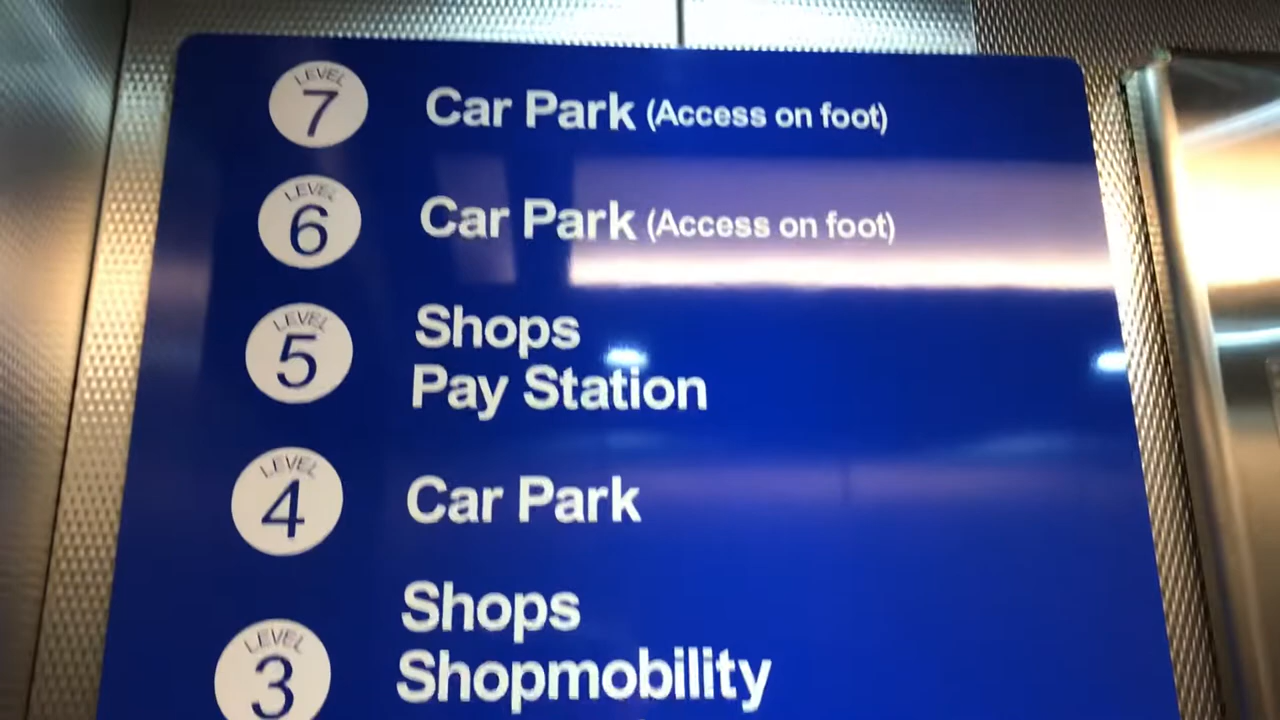 LEVEL
7
Car Park (Access on foot)
LEVEL
6
Car Park (Access on foot)
LEVEL
5
Shops
Pay Station
LEVEL
4
Car Park
LEVEL
3
Shops
Shopmobility